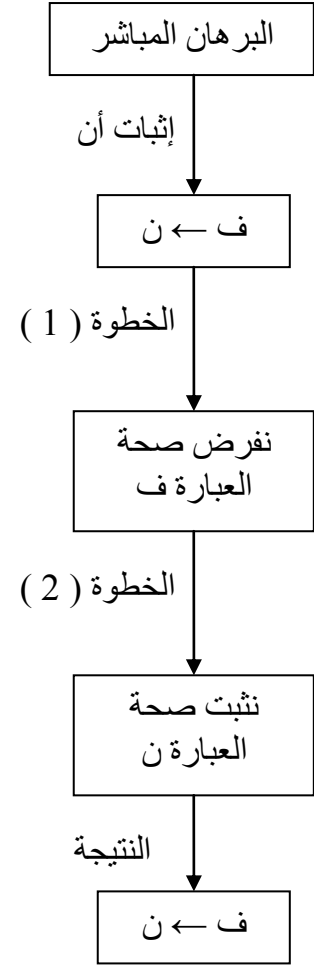 البرهان المباشر
إثبات أن
ف ← ن
الخطوة ( 1 )
نفرض صحة
العبارة ف
الخطوة ( 2 )
نثبت صحة
العبارة ن
النتيجة
ف ← ن